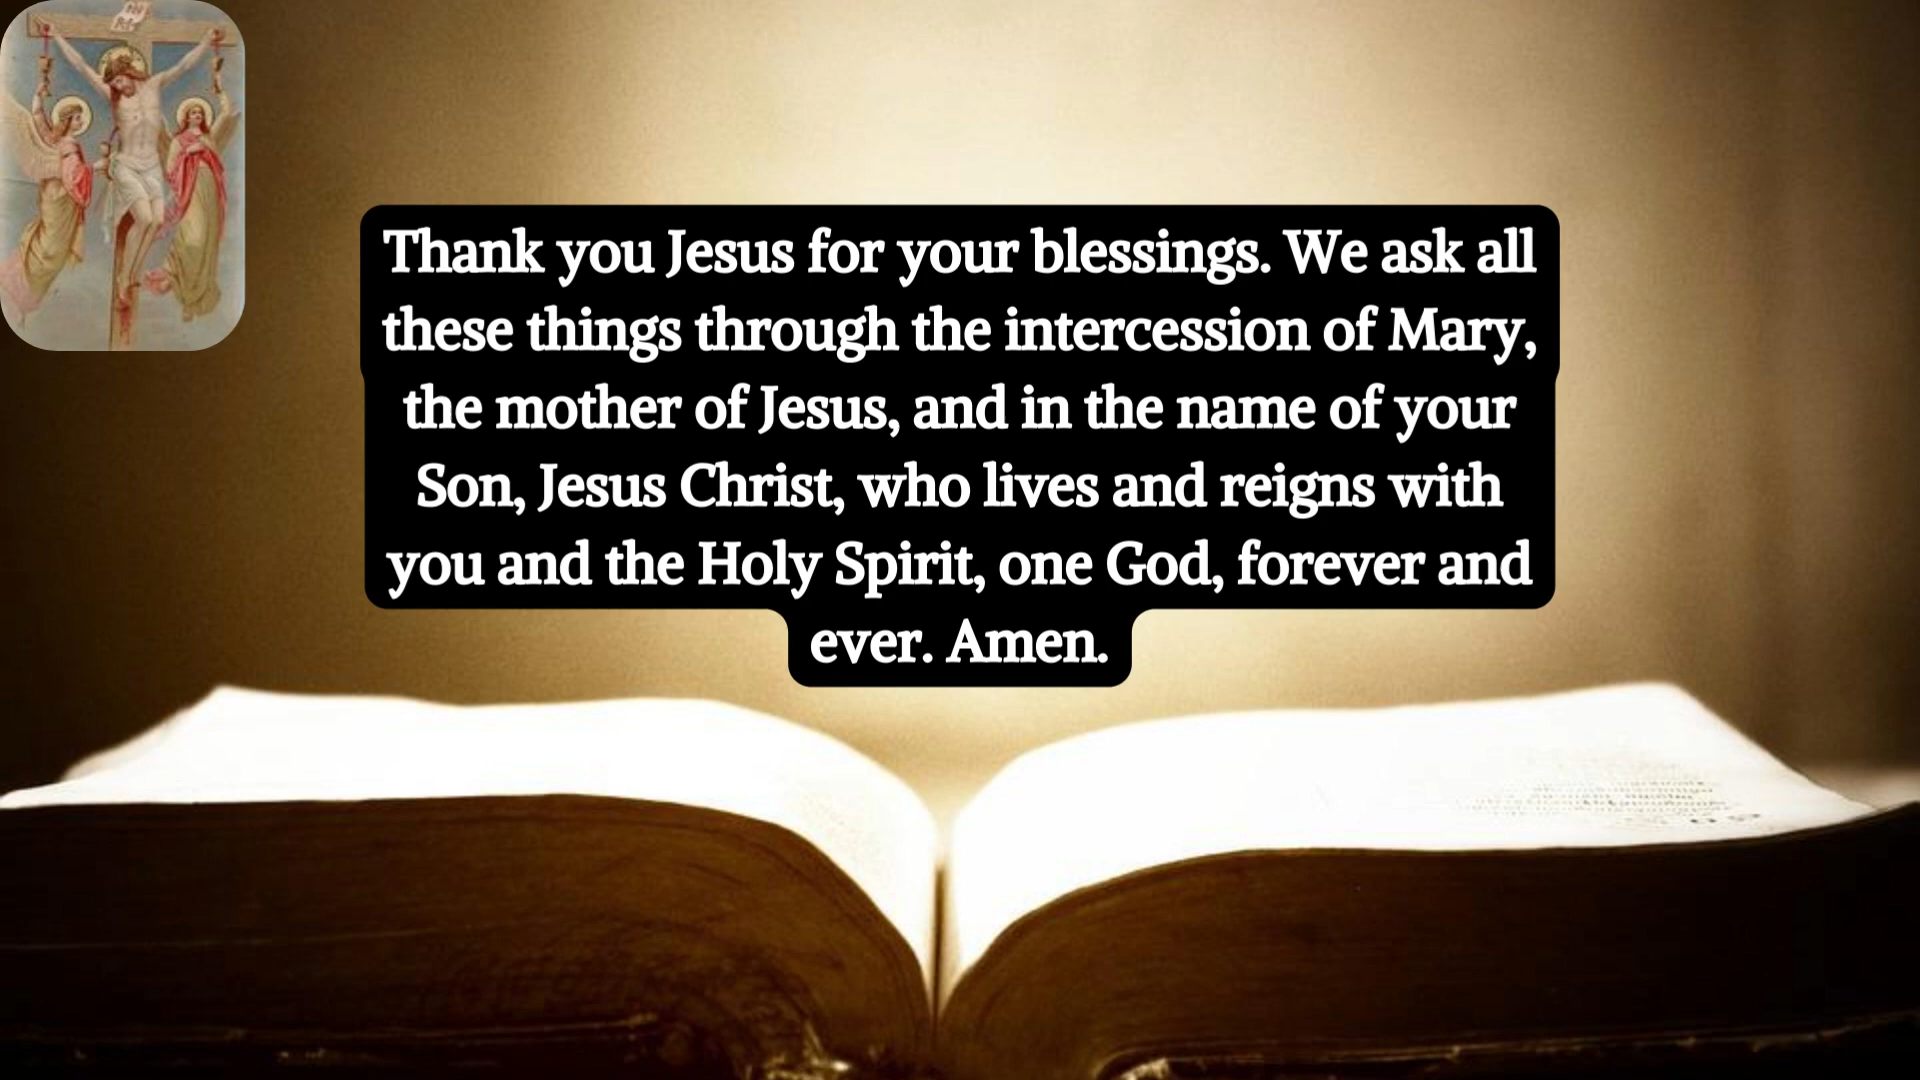 Thank you Jesus for your blessings. We ask all
these things through the intercession of Mary,
the mother of Jesus, and in the name of your
Son, Jesus Christ, who lives and reigns with
you and the Holy Spirit, one God, forever and
ever. Amen.